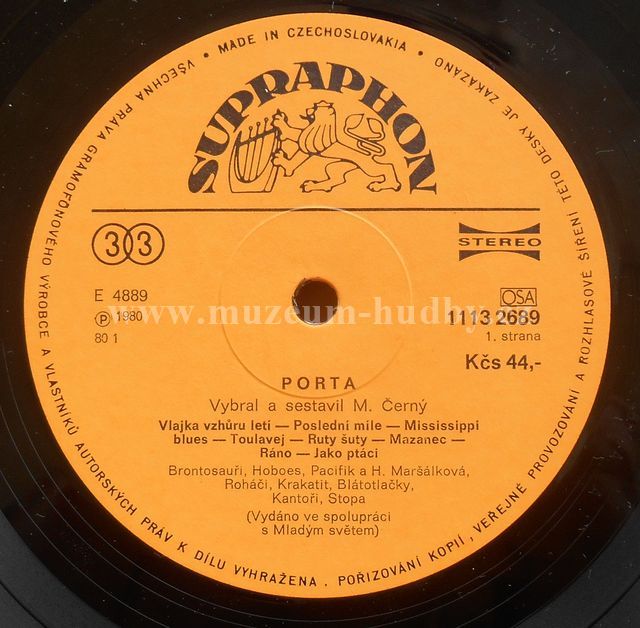 VŠECHNA PRÁVA GRAMOFONOVÉHO VÝROBCE A VLASTNÍKŮ AUTORSKÝCH PRÁV K DÍLU VYHRAŽENA. POŘIZOVÁNÍ KOPIÍ, VEŘEJNÉ PROVOZOVÁNÍ A ROZHLASOVÉ ŠÍŘENÍ TÉTO DESKY JE ZAKÁZÁNO
• MADE IN CZECHOSLOVAKIA •
SUPRAPHON
33
STEREO
E 4889
Ⓟ 1980
80 1
OSA
1113 2689
1. strana
Kčs 44,-
www.muzeum-hudby.
PORTA
Vybral a sestavil M. Černý
Vlajka vzhůru letí — Poslední míle — Mississippi
blues — Toulavej — Ruty šuty — Mazanec —
Ráno — Jako ptáci
Brontosauři, Hoboes, Pacifik a H. Maršálková,
Roháči, Krakatit, Blátotlačky,
Kantoři, Stopa
(Vydáno ve spolupráci
s Mladým světem)